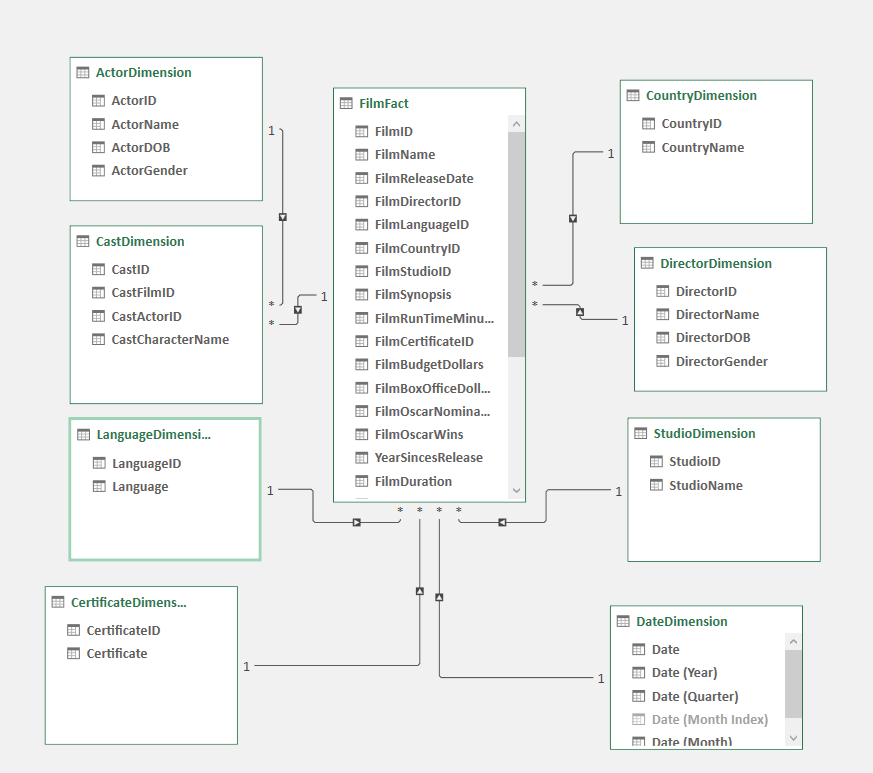 ActorDimension
ActorID
ActorName
ActorDOB
ActorGender
1
CastDimension
CastID
CastFilmID
CastActorID
CastCharacterName
*
*
1
LanguageDimensi...
LanguageID
Language
1
CertificateDimens...
CertificateID
Certificate
1
FilmFact
FilmID
FilmName
FilmReleaseDate
FilmDirectorID
FilmLanguageID
FilmCountryID
FilmStudioID
FilmSynopsis
FilmRunTimeMinu...
FilmCertificateID
FilmBudgetDollars
FilmBoxOfficeDoll...
FilmOscarNomina...
FilmOscarWins
YearSincesRelease
FilmDuration
* * * *
*
*
CountryDimension
CountryID
CountryName
1
DirectorDimension
DirectorID
DirectorName
DirectorDOB
DirectorGender
1
StudioDimension
StudioID
StudioName
1
DateDimension
Date
Date (Year)
Date (Quarter)
Date (Month Index)
Date (Month)
1